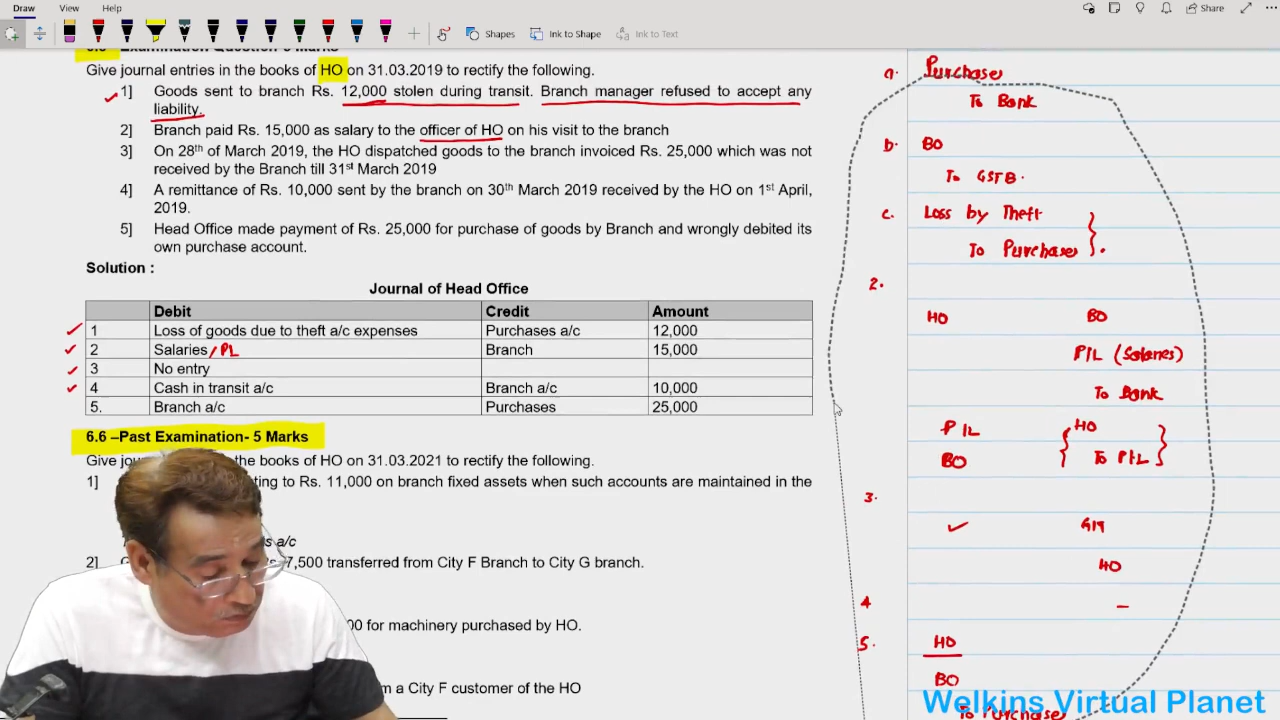 Draw View Help
Share
Shapes Ink to Shape Ink to Text
Give journal entries in the books of HO on 31.03.2019 to rectify the following.
1] Goods sent to branch Rs. 12,000 stolen during transit. Branch manager refused to accept any
liability.
2] Branch paid Rs. 15,000 as salary to the officer of HO on his visit to the branch
3] On 28th of March 2019, the HO dispatched goods to the branch invoiced Rs. 25,000 which was not
received by the Branch till 31st March 2019
4] A remittance of Rs. 10,000 sent by the branch on 30th March 2019 received by the HO on 1st April,
2019.
5] Head Office made payment of Rs. 25,000 for purchase of goods by Branch and wrongly debited its
own purchase account.
Solution :
Journal of Head Office
Debit Credit Amount
1 Loss of goods due to theft a/c expenses Purchases a/c 12,000
2 Salaries /PL Branch 15,000
3 No entry
4 Cash in transit a/c Branch a/c 10,000
5. Branch a/c Purchases 25,000
6.6 –Past Examination- 5 Marks
Give jou the books of HO on 31.03.2021 to rectify the following.
1] ting to Rs. 11,000 on branch fixed assets when such accounts are maintained in the
s a/c
2] 7,500 transferred from City F Branch to City G branch.
00 for machinery purchased by HO.
m a City F customer of the HO
a. Purchases
To Bank
b. BO
To GSTB.
c. Loss by Theft
To Purchases
2.
HO BO
P/L (Salaries)
To Bank
P/L HO
BO To P/L
3.
GIT
HO
4
5. HO
BO
To Purchases
Welkins Virtual Planet